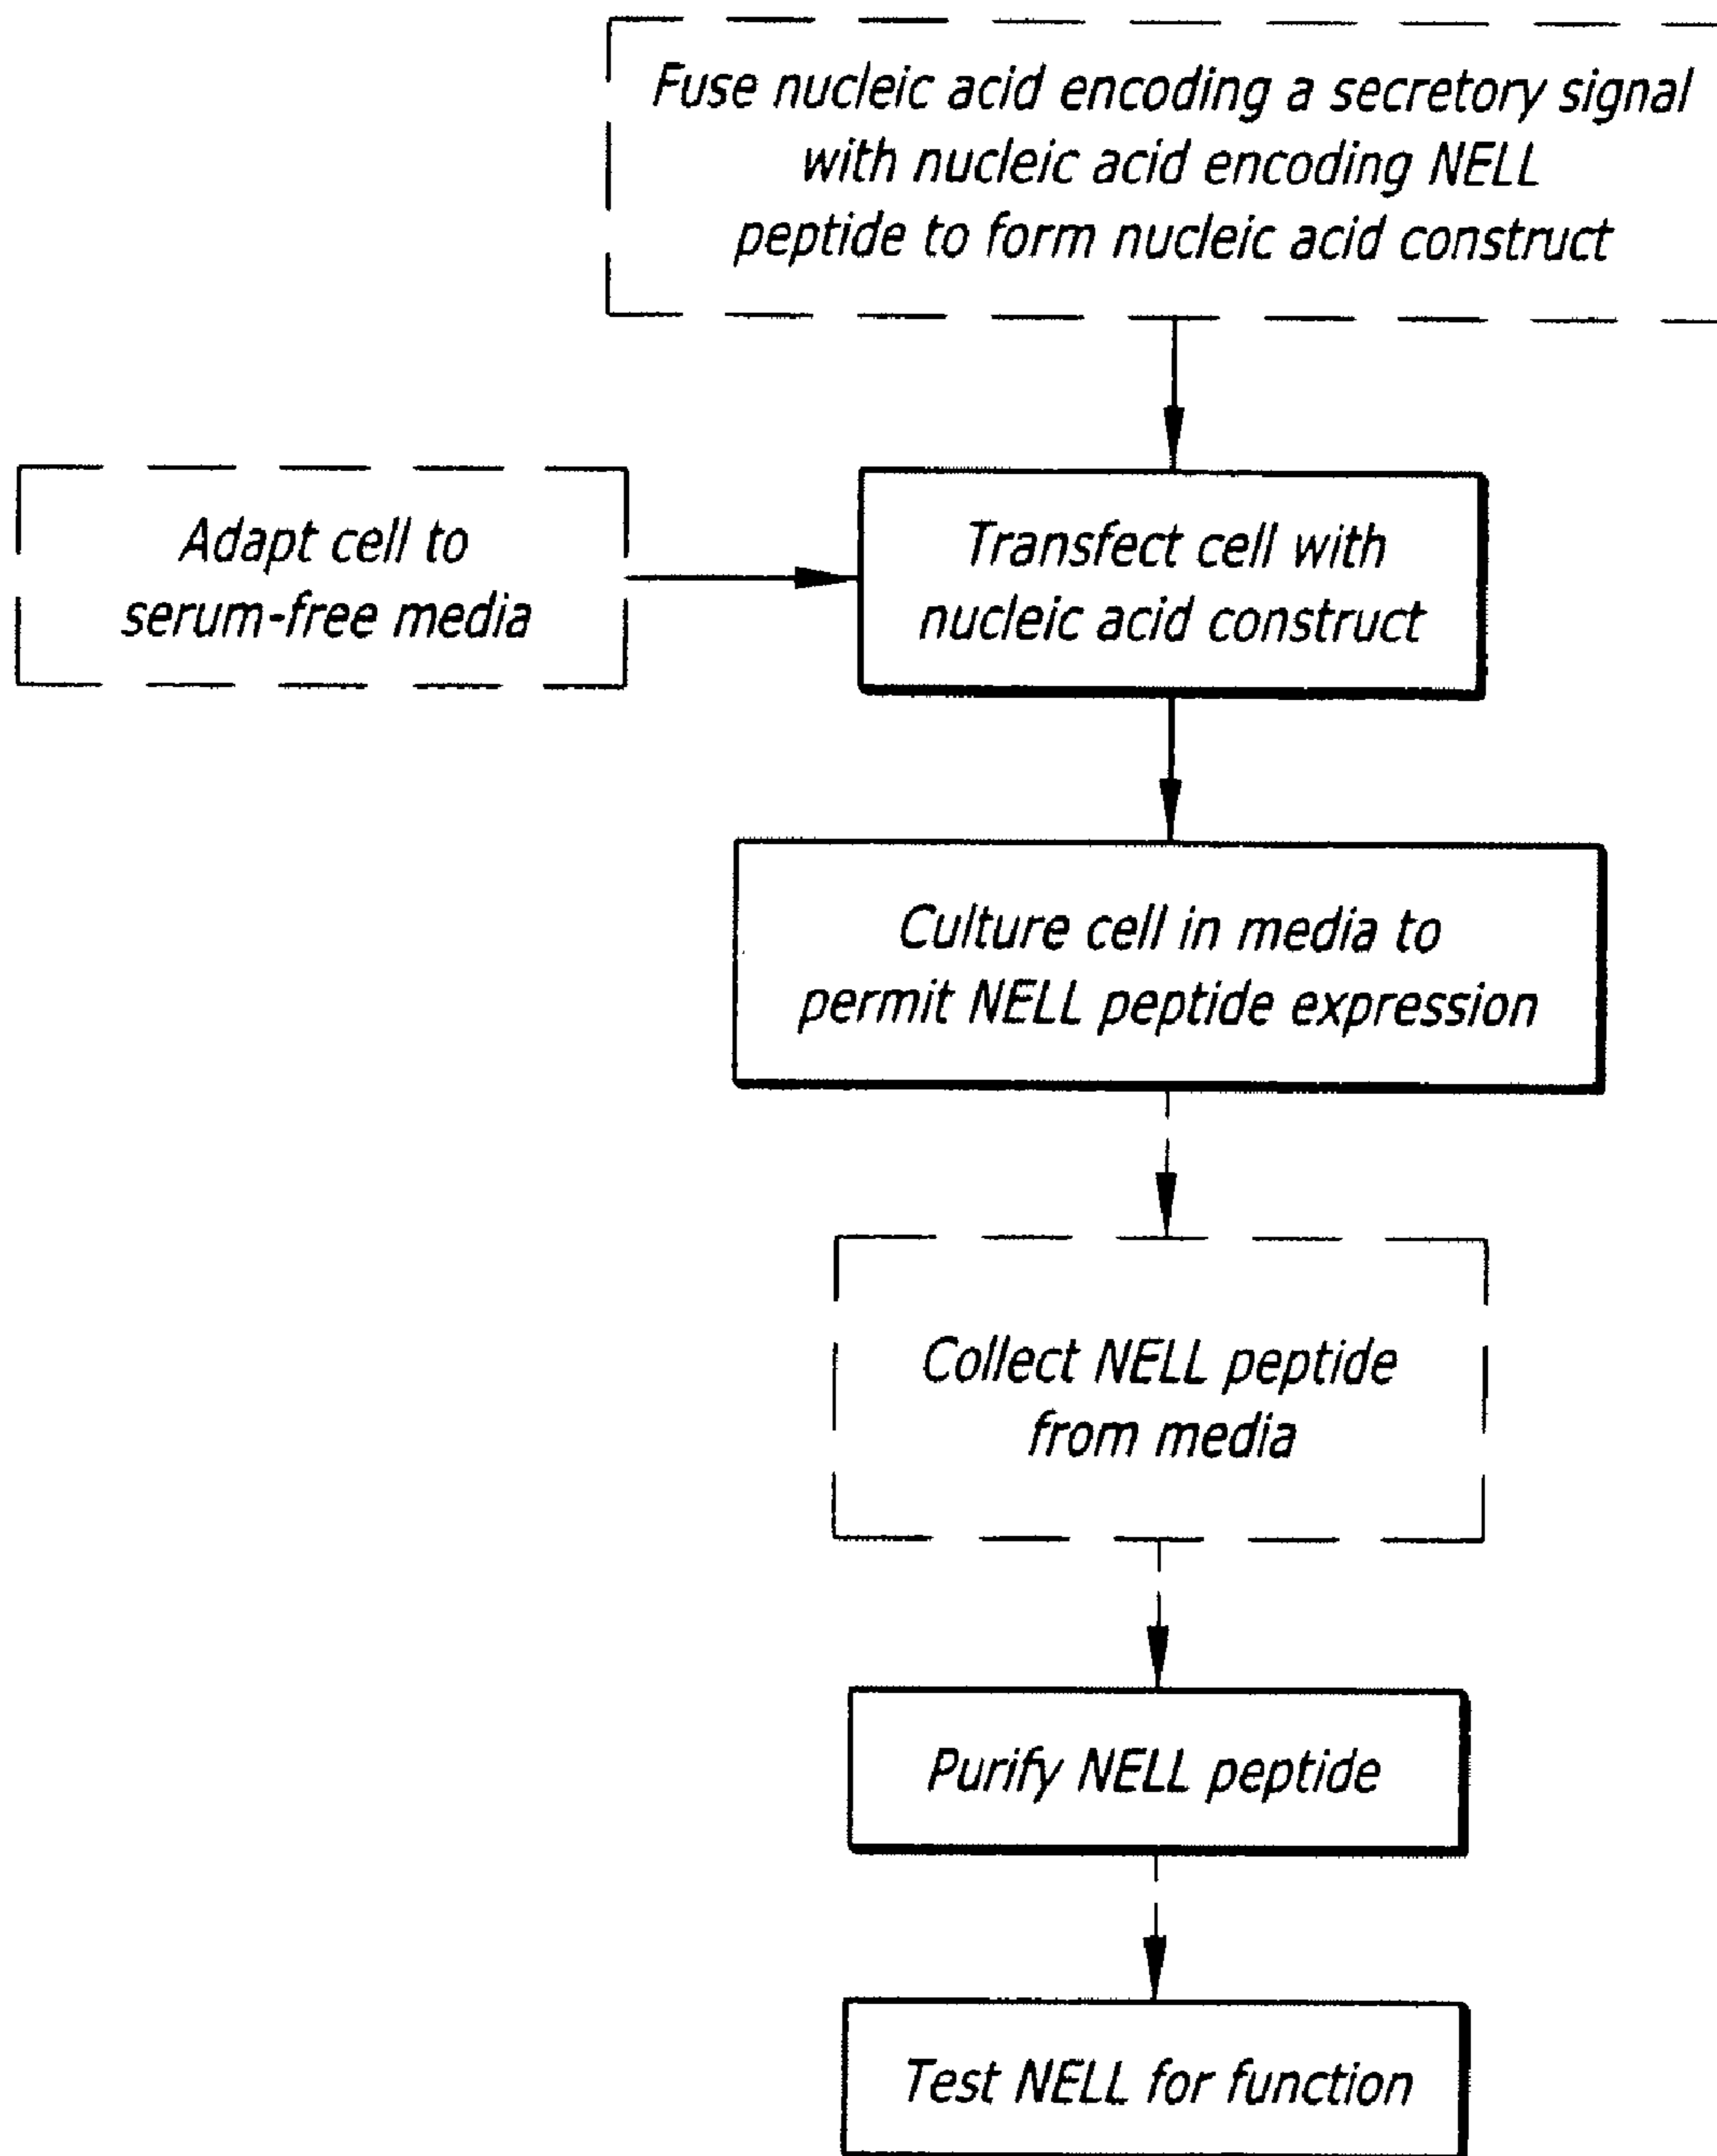 Fuse nucleic acid encoding a secretory signal
with nucleic acid encoding NELL
peptide to form nucleic acid construct
Adapt cell to
serum-free media
Transfect cell with
nucleic acid construct
Culture cell in media to
permit NELL peptide expression
Collect NELL peptide
from media
Purify NELL peptide
Test NELL for function